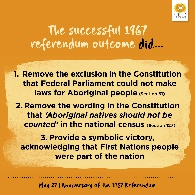 The successful 1967
referendum outcome did...
1. Remove the exclusion in the Constitution
that Federal Parliament could not make
laws for Aboriginal people
2. Remove the wording in the Constitution
that 'Aboriginal natives should not be
counted' in the national census
3. Provide a symbolic victory,
acknowledging that First Nations people
were part of the nation
May 27 | Anniversary of the 1967 Referendum